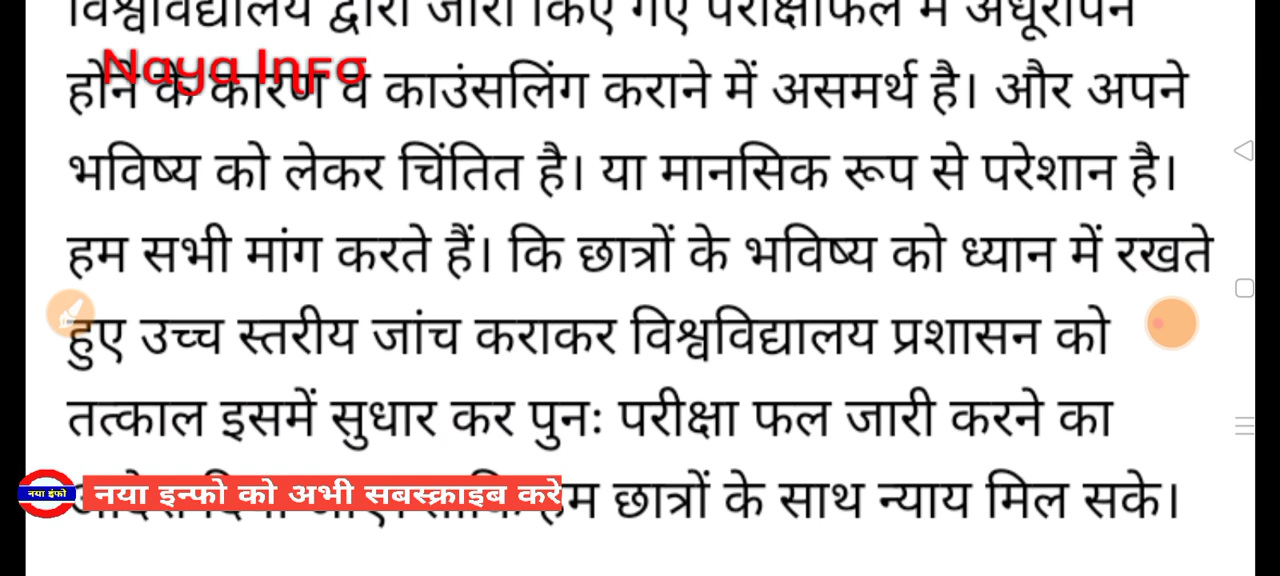 विश्वविद्यालय द्वारा जारी किए गए परीक्षाफल में अधूरापन
Naya Info
होने के कारण व काउंसलिंग कराने में असमर्थ है। और अपने
भविष्य को लेकर चिंतित है। या मानसिक रूप से परेशान है।
हम सभी मांग करते हैं। कि छात्रों के भविष्य को ध्यान में रखते
हुए उच्च स्तरीय जांच कराकर विश्वविद्यालय प्रशासन को
तत्काल इसमें सुधार कर पुनः परीक्षा फल जारी करने का
हम छात्रों के साथ न्याय मिल सके।
नया इंफो
नया इन्फो को अभी सबस्क्राइब करे